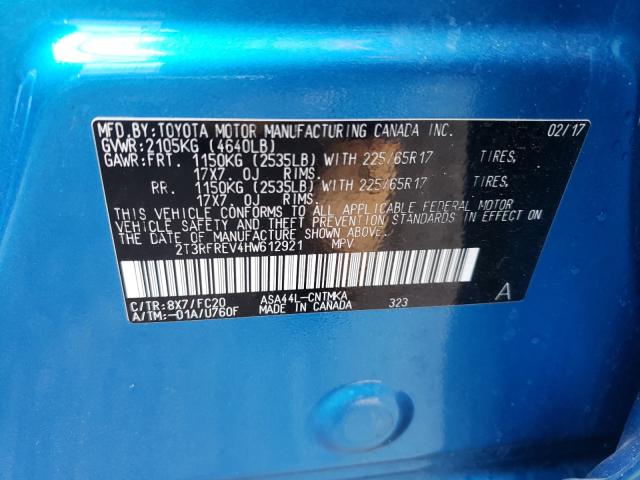 MFD.BY:TOYOTA MOTOR MANUFACTURING CANADA INC. 02/17
GVWR:2105KG (4640LB)
GAWR:FRT. 1150KG (2535LB) WITH 225/65R17 TIRES,
17X7.0J RIMS.
RR. 1150KG (2535LB) WITH 225/65R17 TIRES,
17X7.0J RIMS.
THIS VEHICLE CONFORMS TO ALL APPLICABLE FEDERAL MOTOR
VEHICLE SAFETY AND THEFT PREVENTION STANDARDS IN EFFECT ON
THE DATE OF MANUFACTURE SHOWN ABOVE.
2T3RFREV4HW612921 MPV
C/TR:8X7/FC20 ASA44L-CNTMKA 323 A
A/TM:-01A/U760F MADE IN CANADA